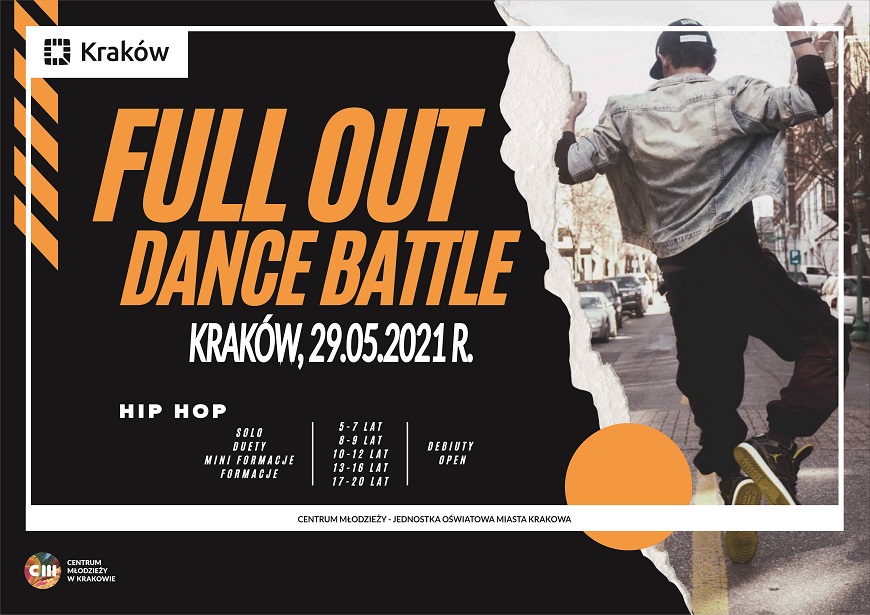 Kraków
FULL OUT
DANCE BATTLE
KRAKÓW, 29.05.2021 R.
HIP HOP
SOLO
DUETY
MINI FORMACJE
FORMACJE
5-7 LAT
8-9 LAT
10-12 LAT
13-16 LAT
17-20 LAT
DEBIUTY
OPEN
CENTRUM MŁODZIEŻY - JEDNOSTKA OŚWIATOWA MIASTA KRAKOWA
CM
CENTRUM
MŁODZIEŻY
W KRAKOWIE